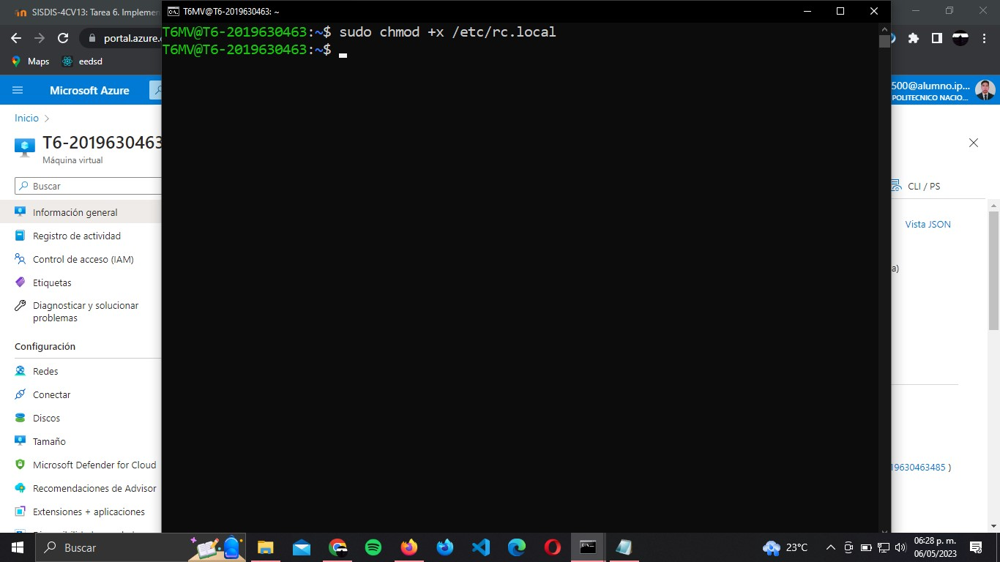 SISDIS-4CV13: Tarea 6. Implemen
T6MV@T6-2019630463: ~
T6MV@T6-2019630463:~$ sudo chmod +x /etc/rc.local
T6MV@T6-2019630463:~$
portal.azure.c
Maps
eedsd
Microsoft Azure
500@alumno.ip...
POLITECNICO NACIO...
Inicio
T6-2019630463
Máquina virtual
Buscar
CLI / PS
Información general
Vista JSON
Registro de actividad
Control de acceso (IAM)
a)
Etiquetas
Diagnosticar y solucionar
problemas
Configuración
Redes
Conectar
Discos
Tamaño
Microsoft Defender for Cloud
19630463485 )
Recomendaciones de Advisor
Extensiones + aplicaciones
Buscar
23°C
06:28 p. m.
06/05/2023